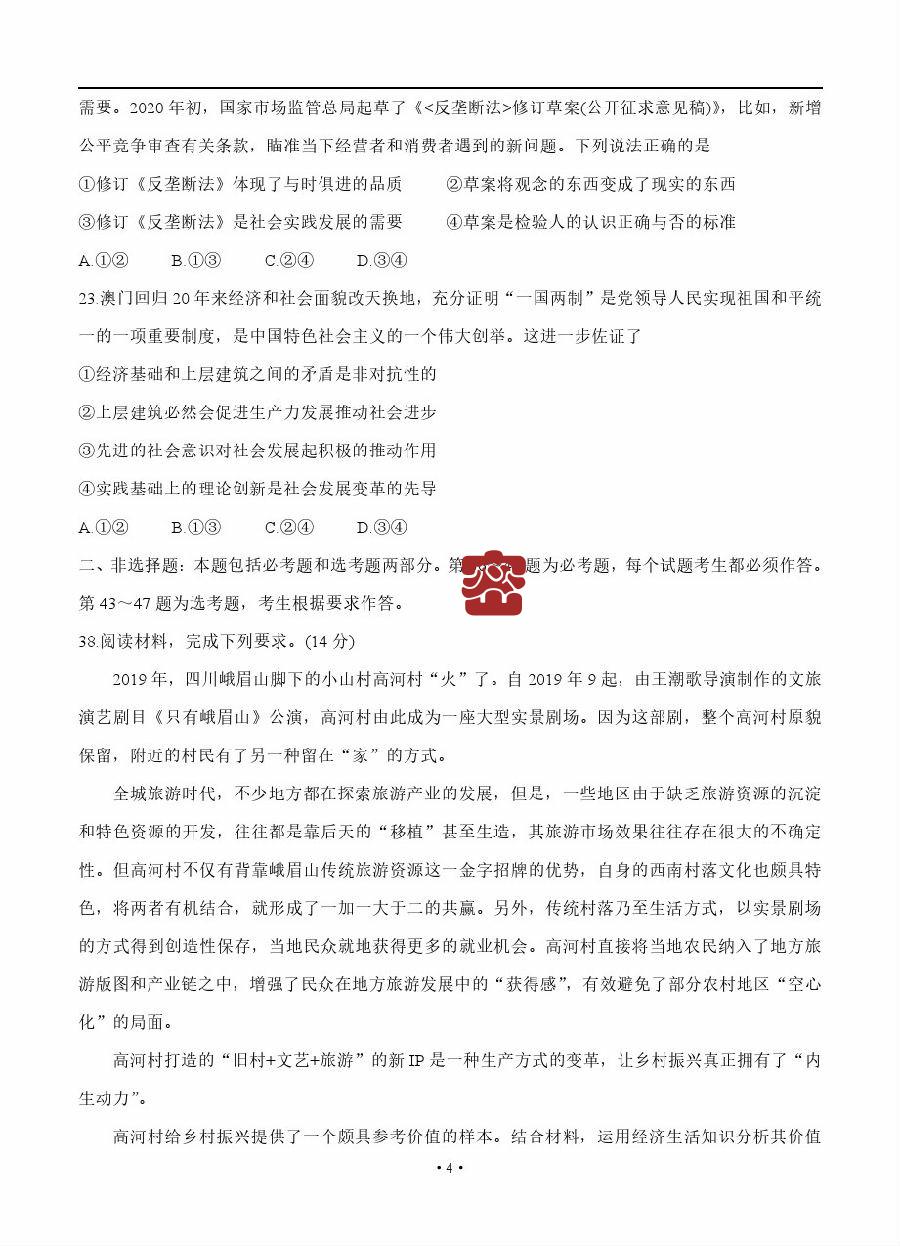 需要。2020年初，国家市场监管总局起草了《<反垄断法>修订草案(公开征求意见稿)》，比如，新增
公平竞争审查有关条款，瞄准当下经营者和消费者遇到的新问题。下列说法正确的是
①修订《反垄断法》体现了与时俱进的品质 ②草案将观念的东西变成了现实的东西
③修订《反垄断法》是社会实践发展的需要 ④草案是检验人的认识正确与否的标准
A.①② B.①③ C.②④ D.③④
23.澳门回归20年来经济和社会面貌改天换地，充分证明“一国两制”是党领导人民实现祖国和平统
一的一项重要制度，是中国特色社会主义的一个伟大创举。这进一步佐证了
①经济基础和上层建筑之间的矛盾是非对抗性的
②上层建筑必然会促进生产力发展推动社会进步
③先进的社会意识对社会发展起积极的推动作用
④实践基础上的理论创新是社会发展变革的先导
A.①② B.①③ C.②④ D.③④
二、非选择题：本题包括必考题和选考题两部分。第 题为必考题，每个试题考生都必须作答。
第43～47题为选考题，考生根据要求作答。
38.阅读材料，完成下列要求。(14分)
2019年，四川峨眉山脚下的小山村高河村“火”了。自2019年9起，由王潮歌导演制作的文旅
演艺剧目《只有峨眉山》公演，高河村由此成为一座大型实景剧场。因为这部剧，整个高河村原貌
保留，附近的村民有了另一种留在“家”的方式。
全城旅游时代，不少地方都在探索旅游产业的发展，但是，一些地区由于缺乏旅游资源的沉淀
和特色资源的开发，往往都是靠后天的“移植”甚至生造，其旅游市场效果往往存在很大的不确定
性。但高河村不仅有背靠峨眉山传统旅游资源这一金字招牌的优势，自身的西南村落文化也颇具特
色，将两者有机结合，就形成了一加一大于二的共赢。另外，传统村落乃至生活方式，以实景剧场
的方式得到创造性保存，当地民众就地获得更多的就业机会。高河村直接将当地农民纳入了地方旅
游版图和产业链之中，增强了民众在地方旅游发展中的“获得感”，有效避免了部分农村地区“空心
化”的局面。
高河村打造的“旧村+文艺+旅游”的新IP是一种生产方式的变革，让乡村振兴真正拥有了“内
生动力”。
高河村给乡村振兴提供了一个颇具参考价值的样本。结合材料，运用经济生活知识分析其价值
·4·